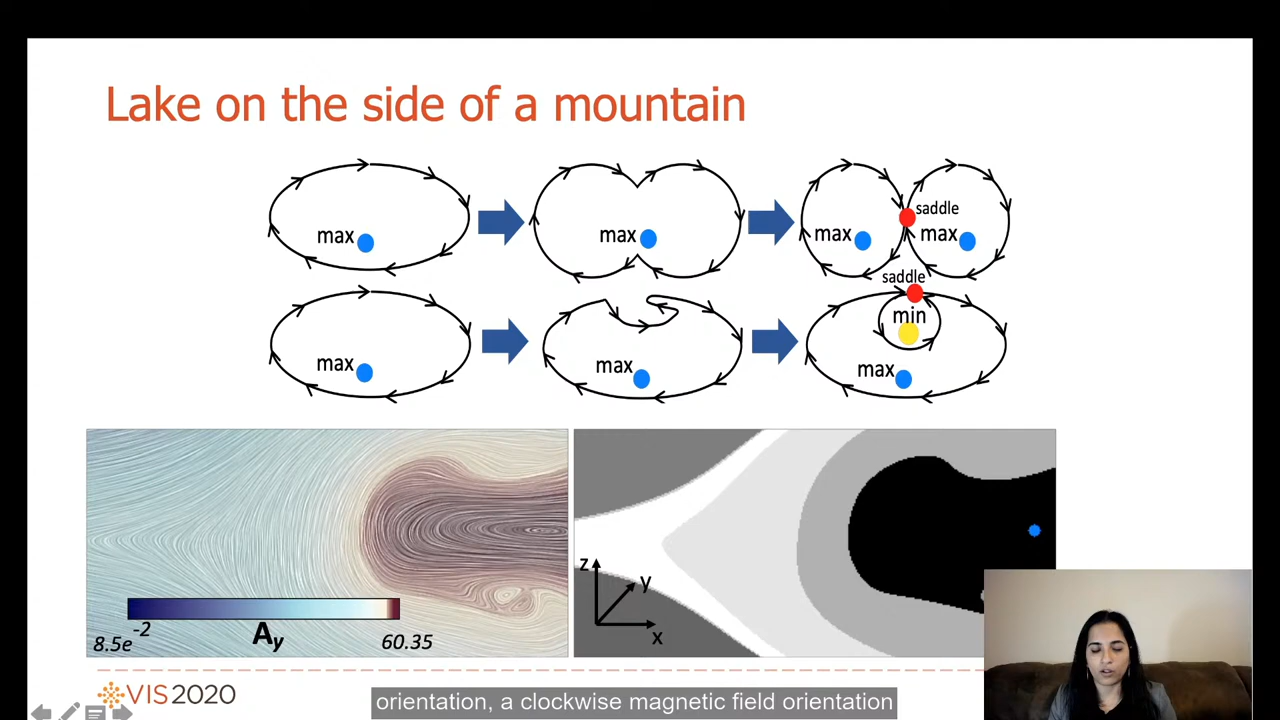 Lake on the side of a mountain
max
max
saddle
max
max
saddle
max
max
min
max
z
y
x
8.5e-2
Ay
60.35
VIS2020
orientation, a clockwise magnetic field orientation